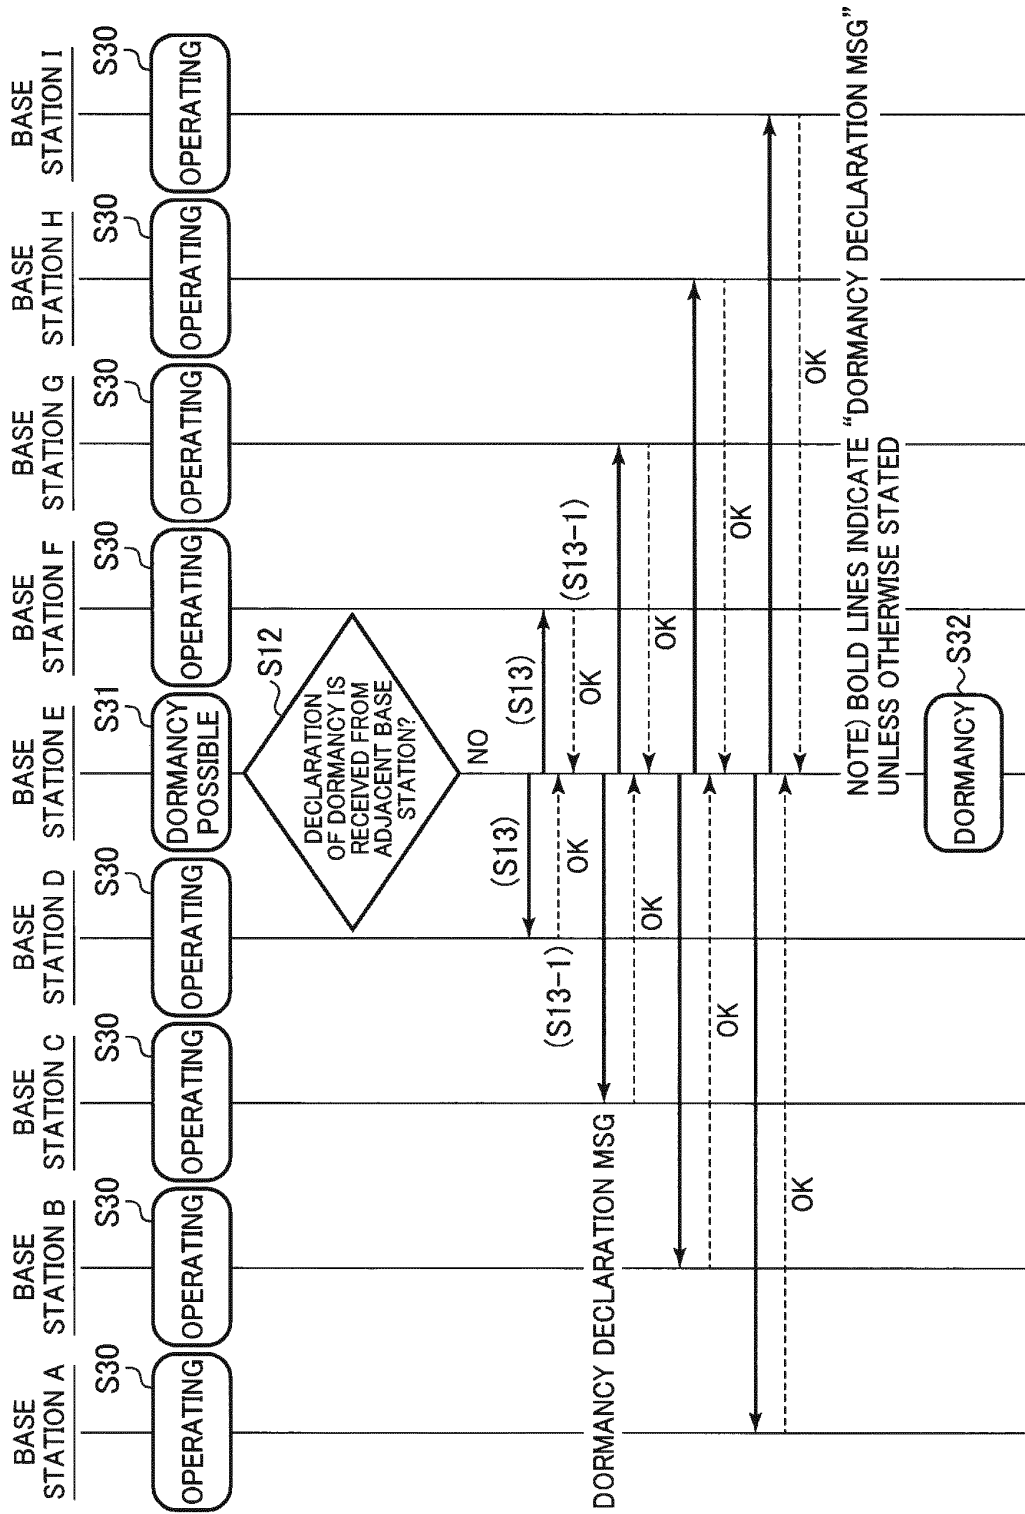 BASE
STATION A
BASE
STATION B
BASE
STATION C
BASE
STATION D
BASE
STATION E
BASE
STATION F
BASE
STATION G
BASE
STATION H
BASE
STATION I
S30
S30
S30
S30
S31
S30
S30
S30
S30
OPERATING
OPERATING
OPERATING
OPERATING
DORMANCY
POSSIBLE
OPERATING
OPERATING
OPERATING
OPERATING
S12
DECLARATION
OF DORMANCY IS
RECEIVED FROM
ADJACENT BASE
STATION?
NO
(S13)
(S13)
(S13-1)
OK
OK
(S13-1)
DORMANCY DECLARATION MSG
OK
OK
OK
OK
OK
OK
NOTE) BOLD LINES INDICATE “DORMANCY DECLARATION MSG”
UNLESS OTHERWISE STATED
DORMANCY
S32